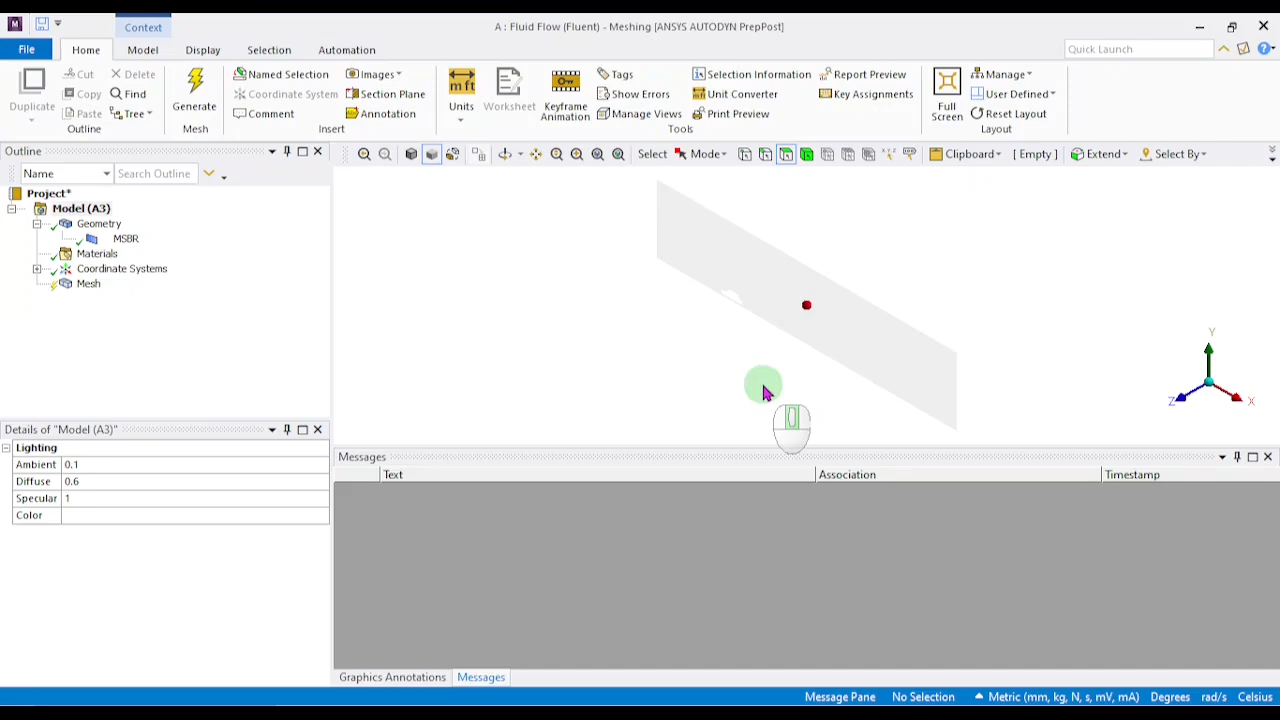 M
Context
A : Fluid Flow (Fluent) - Meshing [ANSYS AUTODYN PrepPost]
File Home Model Display Selection Automation Quick Launch
Duplicate
Cut
Delete
Copy
Find
Paste
Tree
Outline
Generate
Mesh
Named Selection
Coordinate System
Comment
Images
Section Plane
Annotation
Insert
mft
Units
Worksheet
Keyframe Animation
Tags
Show Errors
Manage Views
Selection Information
Unit Converter
Print Preview
Report Preview
Key Assignments
Tools
Full Screen
Manage
User Defined
Reset Layout
Layout
Outline
Name
Search Outline
Select Mode Clipboard [ Empty ] Extend Select By
Project*
Model (A3)
Geometry
MSBR
Materials
Coordinate Systems
Mesh
Y
Z X
Details of "Model (A3)"
Lighting
Ambient 0.1
Diffuse 0.6
Specular 1
Color
Messages
Text Association Timestamp
Graphics Annotations Messages
Message Pane No Selection Metric (mm, kg, N, s, mV, mA) Degrees rad/s Celsius